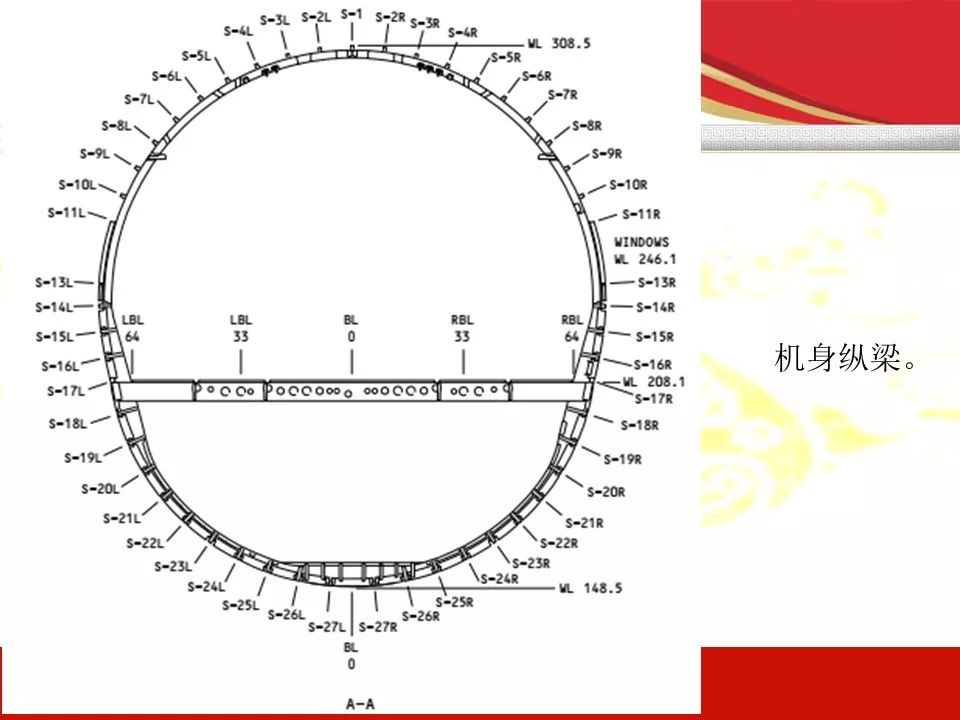 S-1
S-2L S-2R
S-3L S-3R
S-4L S-4R
WL 308.5
S-5L S-5R
S-6L S-6R
S-7L S-7R
S-8L S-8R
S-9L S-9R
S-10L S-10R
S-11L S-11R
WINDOWS
WL 246.1
S-13L S-13R
S-14L S-14R
LBL LBL BL RBL RBL
64 33 0 33 64
S-15L S-15R
机身纵梁。
S-16L S-16R
WL 208.1
S-17L S-17R
S-18L S-18R
S-19L S-19R
S-20L S-20R
S-21L S-21R
S-22L S-22R
S-23L S-23R
S-24L S-24R
WL 148.5
S-25L S-25R
S-26L S-26R
S-27L S-27R
BL
0
A-A